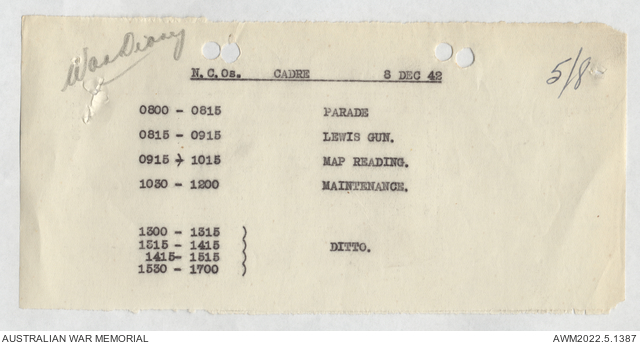 War Diary
5/8
N.C.Os. CADRE 8 DEC 42
0800 - 0815 PARADE
0815 - 0915 LEWIS GUN.
0915 - 1015 MAP READING.
1030 - 1200 MAINTENANCE.
1300 - 1315 )
1315 - 1415 ) DITTO.
1415- 1515 )
1530 - 1700 )
AUSTRALIAN WAR MEMORIAL AWM2022.5.1387